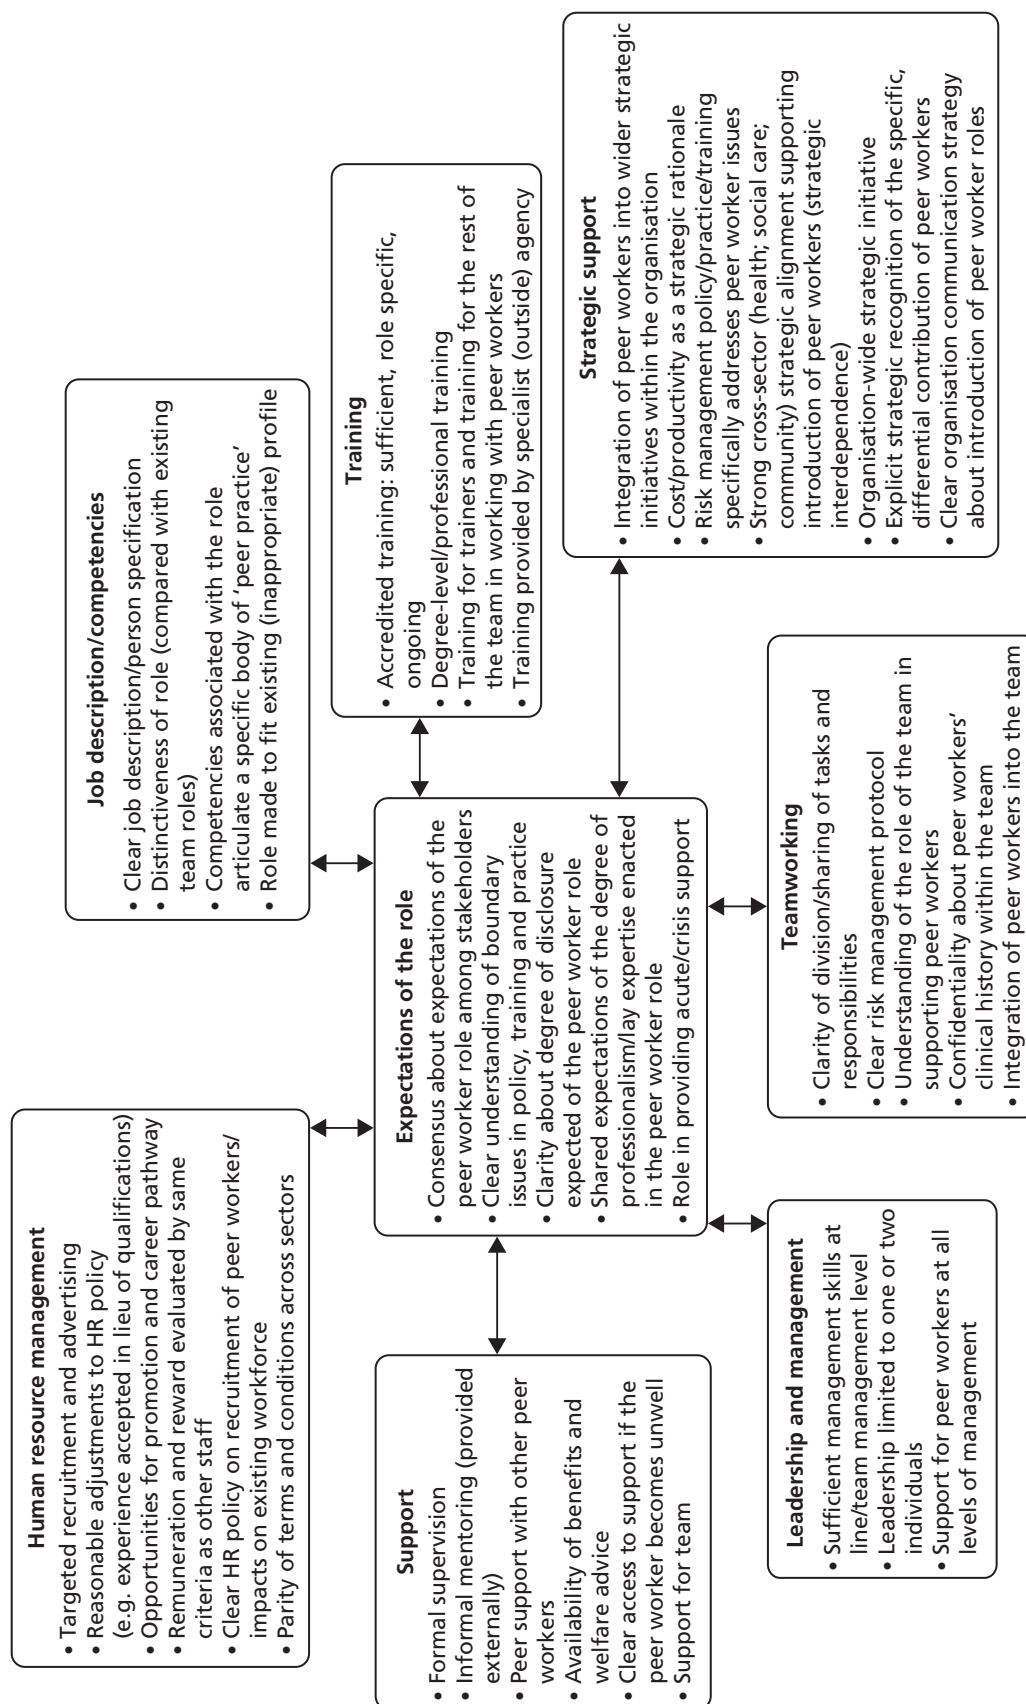 Human resource management
• Targeted recruitment and advertising
• Reasonable adjustments to HR policy
(e.g. experience accepted in lieu of qualifications)
• Opportunities for promotion and career pathway
• Remuneration and reward evaluated by same
criteria as other staff
• Clear HR policy on recruitment of peer workers/
impacts on existing workforce
• Parity of terms and conditions across sectors
Job description/competencies
• Clear job description/person specification
• Distinctiveness of role (compared with existing
team roles)
• Competencies associated with the role
articulate a specific body of ‘peer practice’
• Role made to fit existing (inappropriate) profile
Training
• Accredited training: sufficient, role specific,
ongoing
• Degree-level/professional training
• Training for trainers and training for the rest of
the team in working with peer workers
• Training provided by specialist (outside) agency
Support
• Formal supervision
• Informal mentoring (provided
externally)
• Peer support with other peer
workers
• Availability of benefits and
welfare advice
• Clear access to support if the
peer worker becomes unwell
• Support for team
Expectations of the role
• Consensus about expectations of the
peer worker role among stakeholders
• Clear understanding of boundary
issues in policy, training and practice
• Clarity about degree of disclosure
expected of the peer worker role
• Shared expectations of the degree of
professionalism/lay expertise enacted
in the peer worker role
• Role in providing acute/crisis support
Strategic support
• Integration of peer workers into wider strategic
initiatives within the organisation
• Cost/productivity as a strategic rationale
• Risk management policy/practice/training
specifically addresses peer worker issues
• Strong cross-sector (health; social care;
community) strategic alignment supporting
introduction of peer workers (strategic
interdependence)
• Organisation-wide strategic initiative
• Explicit strategic recognition of the specific,
differential contribution of peer workers
• Clear organisation communication strategy
about introduction of peer worker roles
Leadership and management
• Sufficient management skills at
line/team management level
• Leadership limited to one or two
individuals
• Support for peer workers at all
levels of management
Teamworking
• Clarity of division/sharing of tasks and
responsibilities
• Clear risk management protocol
• Understanding of the role of the team in
supporting peer workers
• Confidentiality about peer workers’
clinical history within the team
• Integration of peer workers into the team